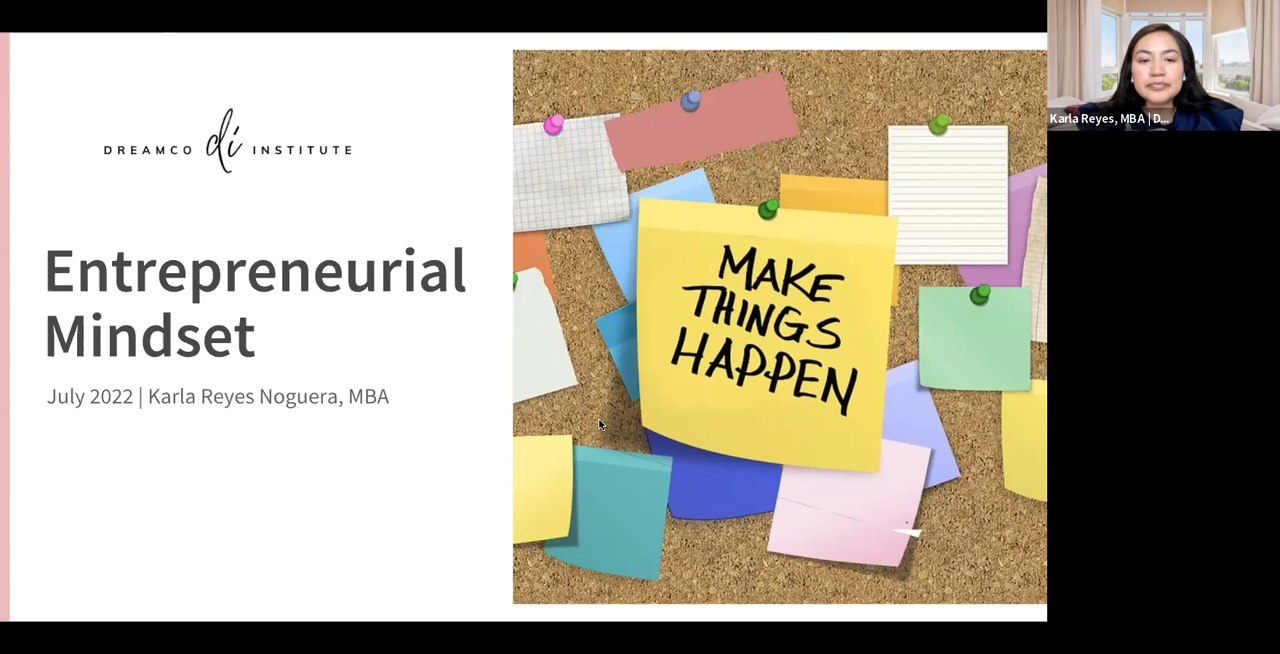 DREAMCO di INSTITUTE
Entrepreneurial
Mindset
July 2022 | Karla Reyes Noguera, MBA
MAKE
THINGS
HAPPEN
Karla Reyes, MBA | D...